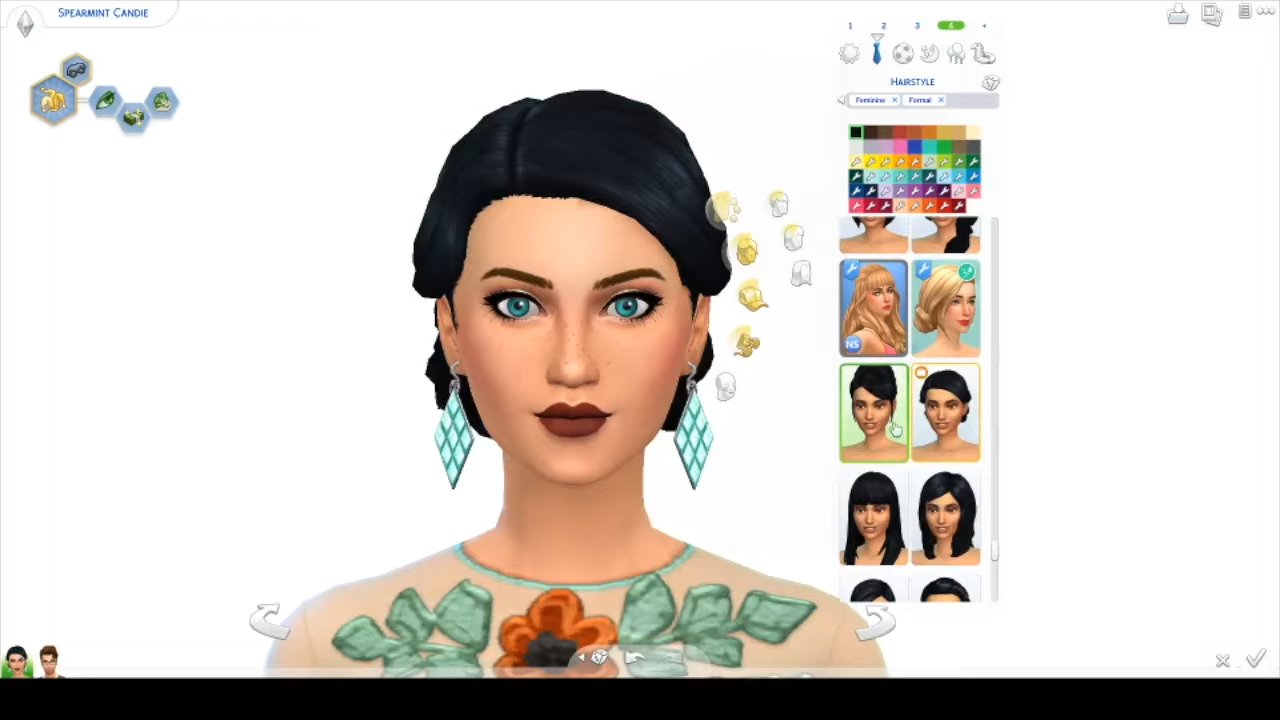 Spearmint Candie
1 2 3 4 +
Hairstyle
Feminine X Formal X
NS